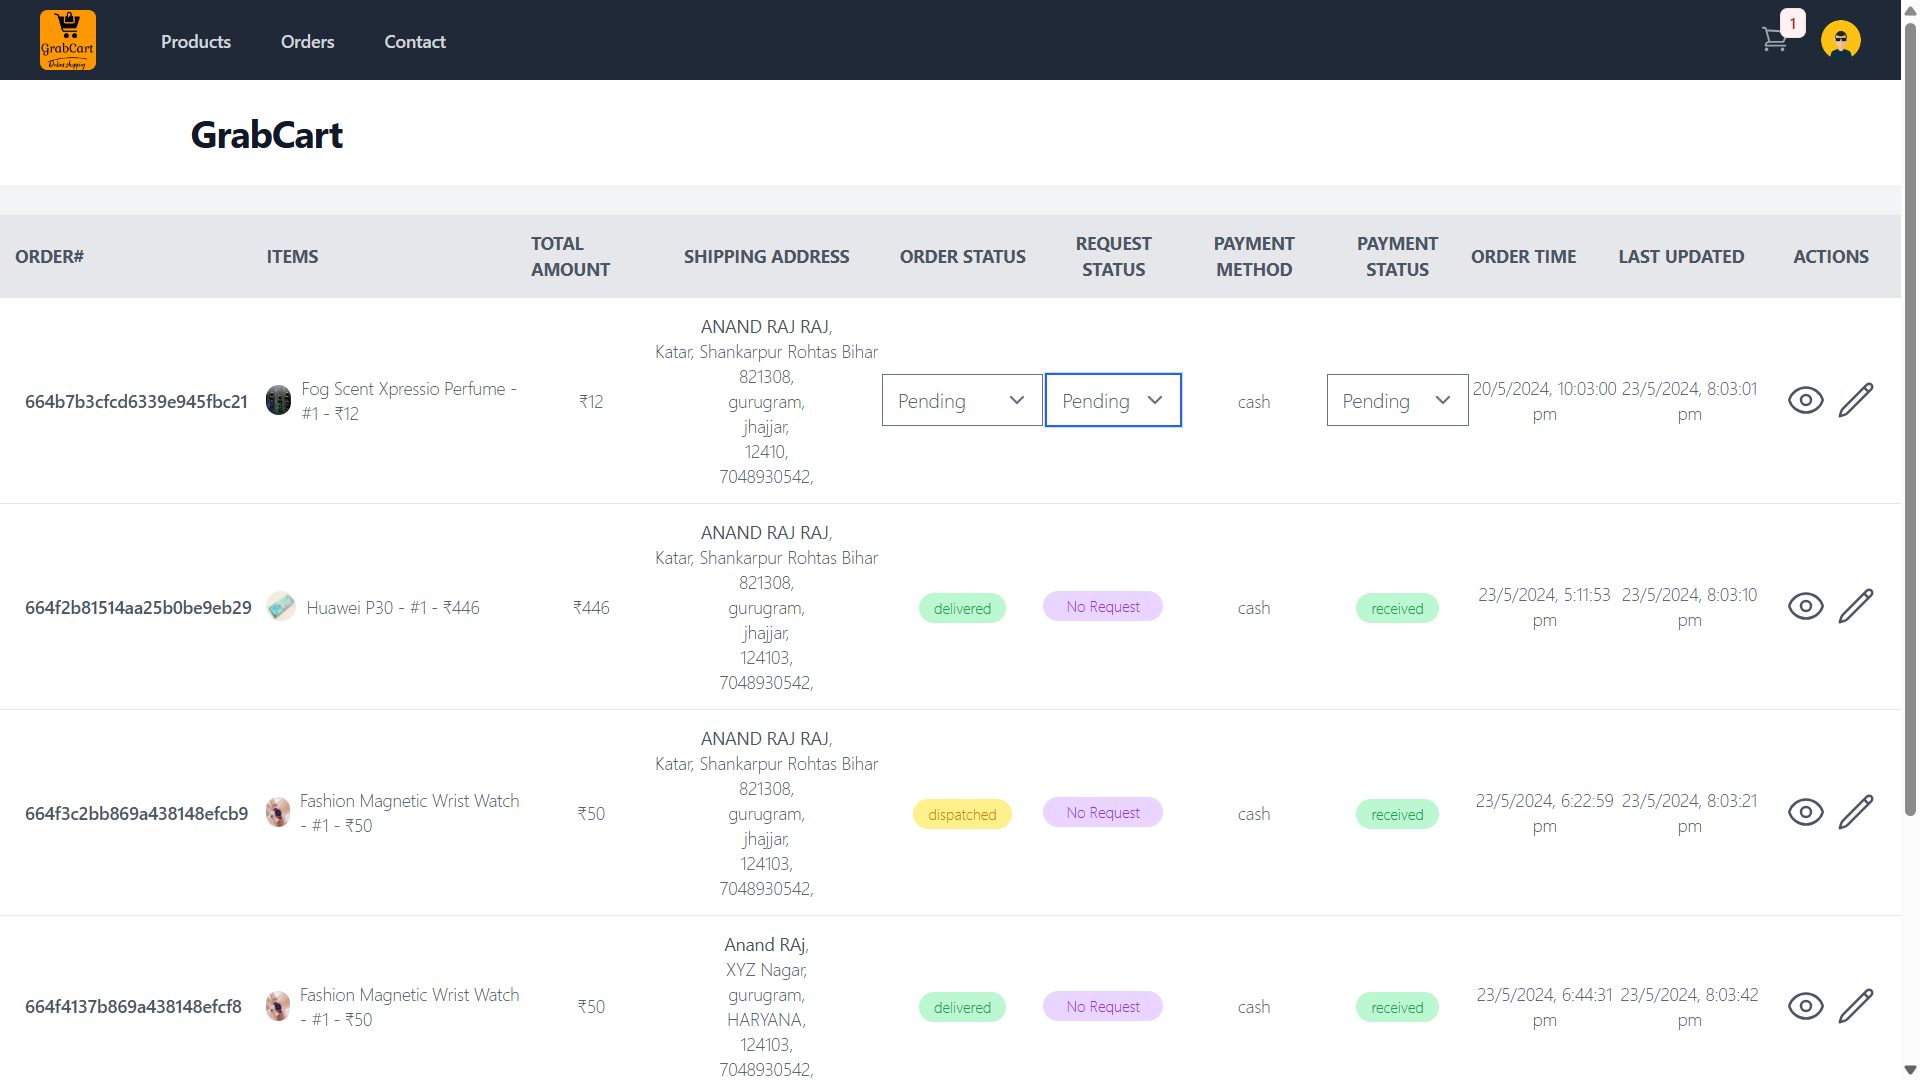 GrabCart
Online shopping
Products
Orders
Contact
1
GrabCart
ORDER#
ITEMS
TOTAL
AMOUNT
SHIPPING ADDRESS
ORDER STATUS
REQUEST
STATUS
PAYMENT
METHOD
PAYMENT
STATUS
ORDER TIME
LAST UPDATED
ACTIONS
664b7b3cfcd6339e945fbc21
Fog Scent Xpressio Perfume -
#1 - ₹12
₹12
ANAND RAJ RAJ,
Katar, Shankarpur Rohtas Bihar
821308,
gurugram,
jhajjar,
12410,
7048930542,
Pending
Pending
cash
Pending
20/5/2024, 10:03:00
pm
23/5/2024, 8:03:01
pm
664f2b81514aa25b0be9eb29
Huawei P30 - #1 - ₹446
₹446
ANAND RAJ RAJ,
Katar, Shankarpur Rohtas Bihar
821308,
gurugram,
jhajjar,
124103,
7048930542,
delivered
No Request
cash
received
23/5/2024, 5:11:53
pm
23/5/2024, 8:03:10
pm
664f3c2bb869a438148efcb9
Fashion Magnetic Wrist Watch
- #1 - ₹50
₹50
ANAND RAJ RAJ,
Katar, Shankarpur Rohtas Bihar
821308,
gurugram,
jhajjar,
124103,
7048930542,
dispatched
No Request
cash
received
23/5/2024, 6:22:59
pm
23/5/2024, 8:03:21
pm
664f4137b869a438148efcf8
Fashion Magnetic Wrist Watch
- #1 - ₹50
₹50
Anand RAj,
XYZ Nagar,
gurugram,
HARYANA,
124103,
7048930542,
delivered
No Request
cash
received
23/5/2024, 6:44:31
pm
23/5/2024, 8:03:42
pm